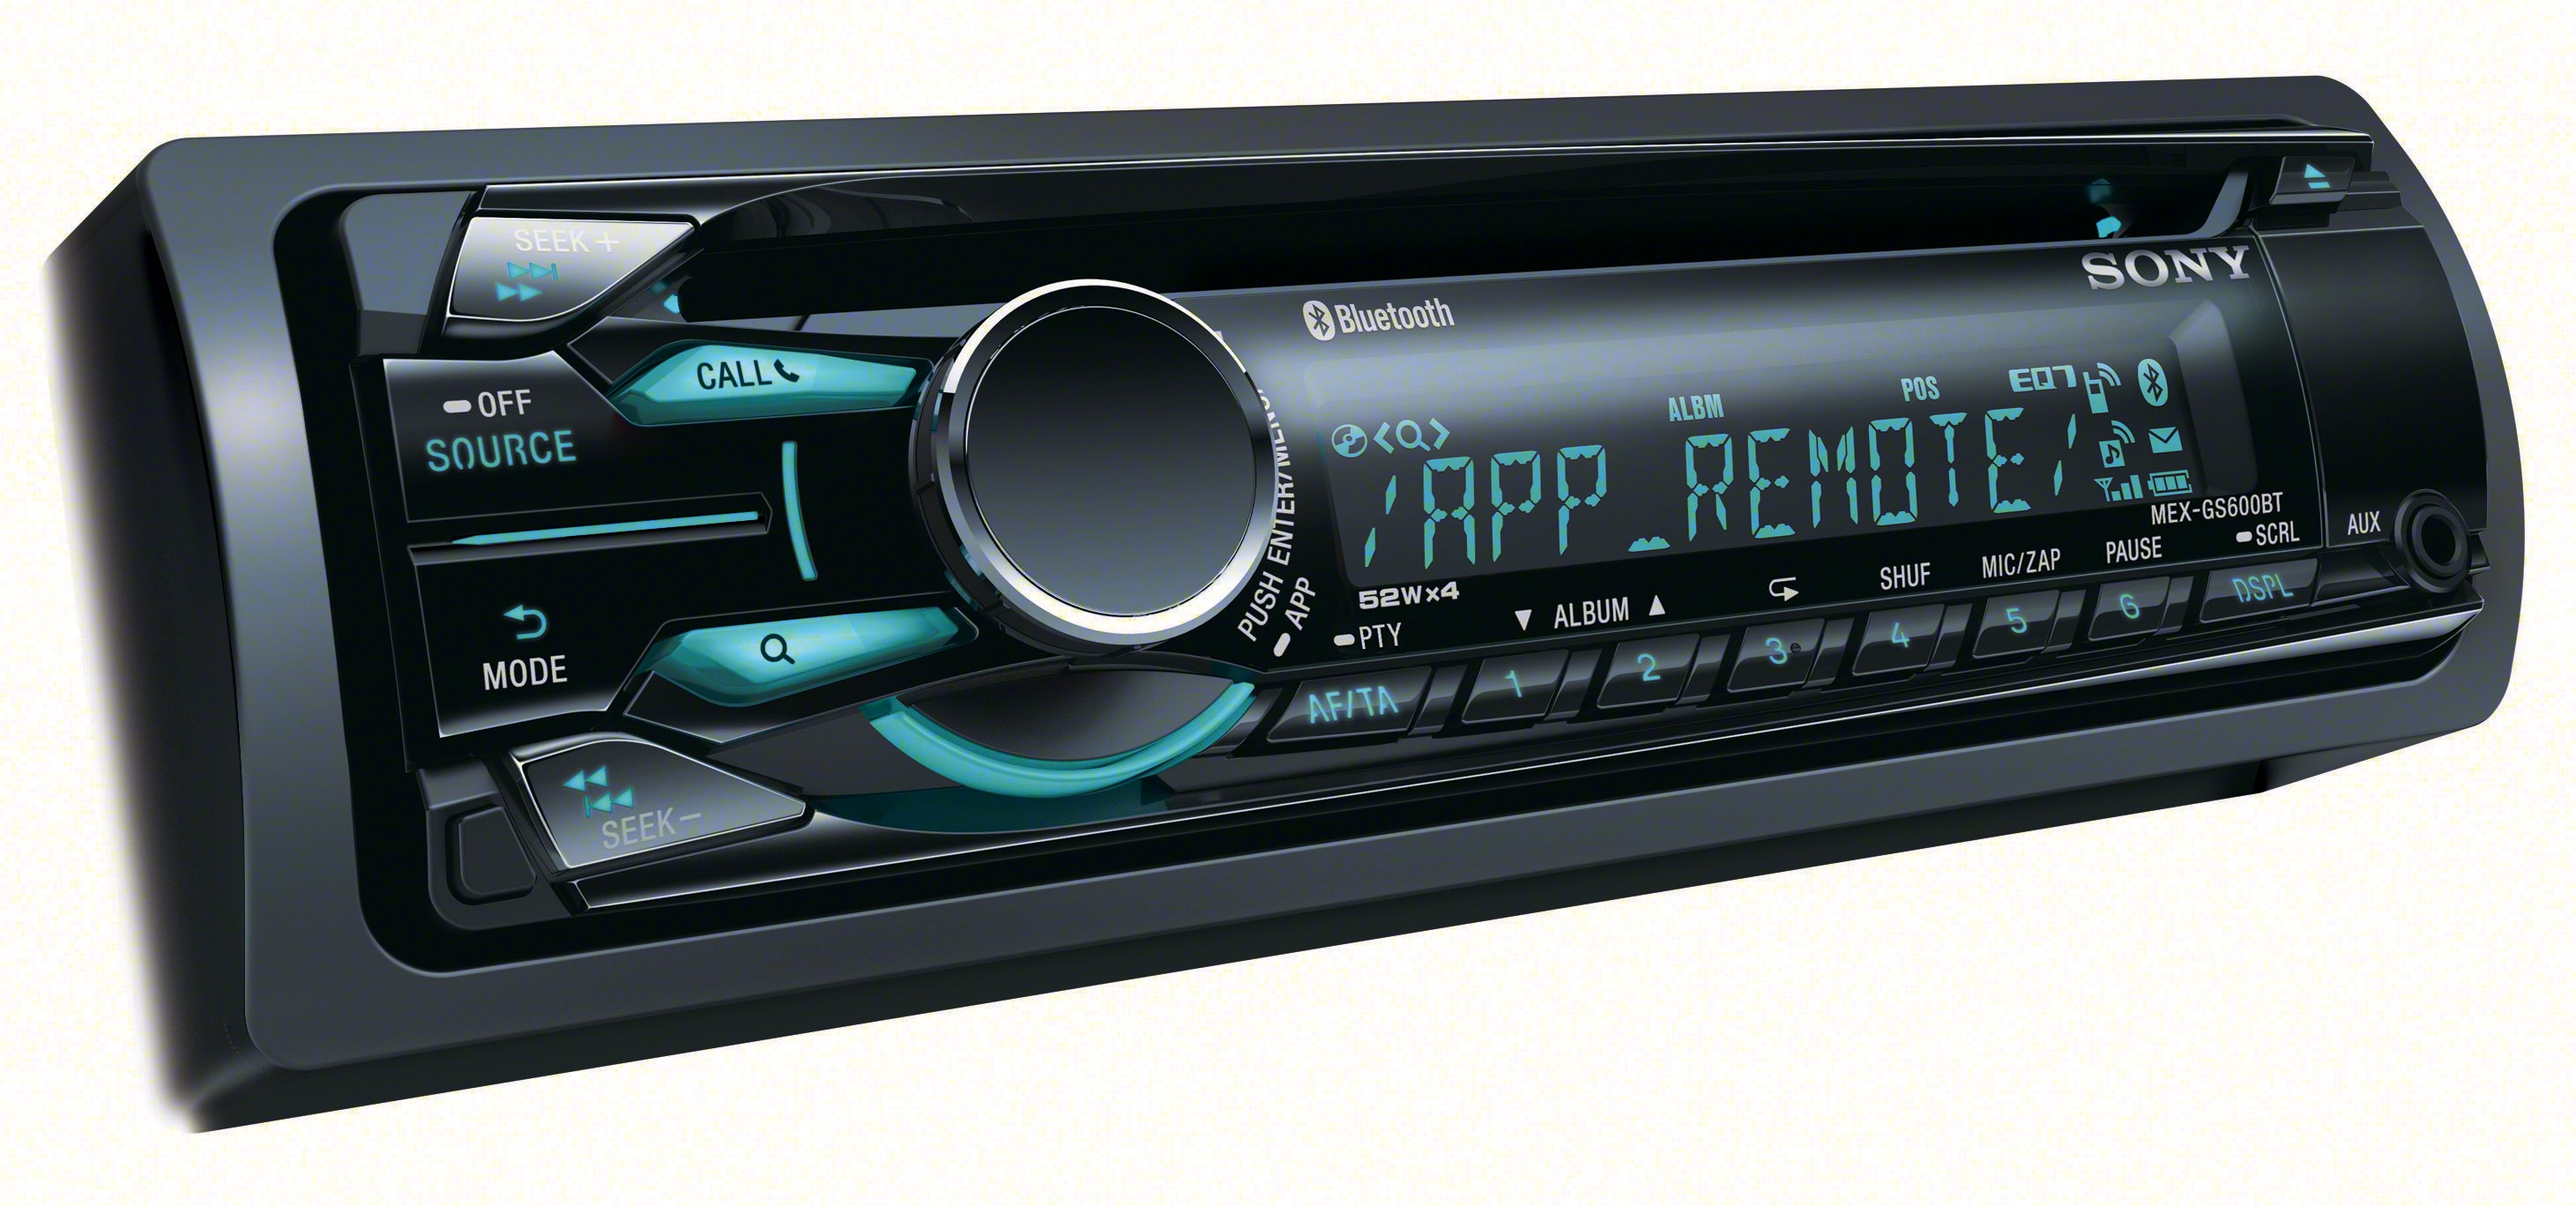 SEEK +
CALL
OFF
SOURCE
MODE
SEEK −
PUSH ENTER/MENU
APP
Bluetooth
SONY
ALBM
POS
EQ7
/APP_REMOTE/
MEX-GS600BT
52W×4
PTY
▼ ALBUM ▲
SHUF
MIC/ZAP
PAUSE
SCRL
AUX
AF/TA
1
2
3
4
5
6
DSPL